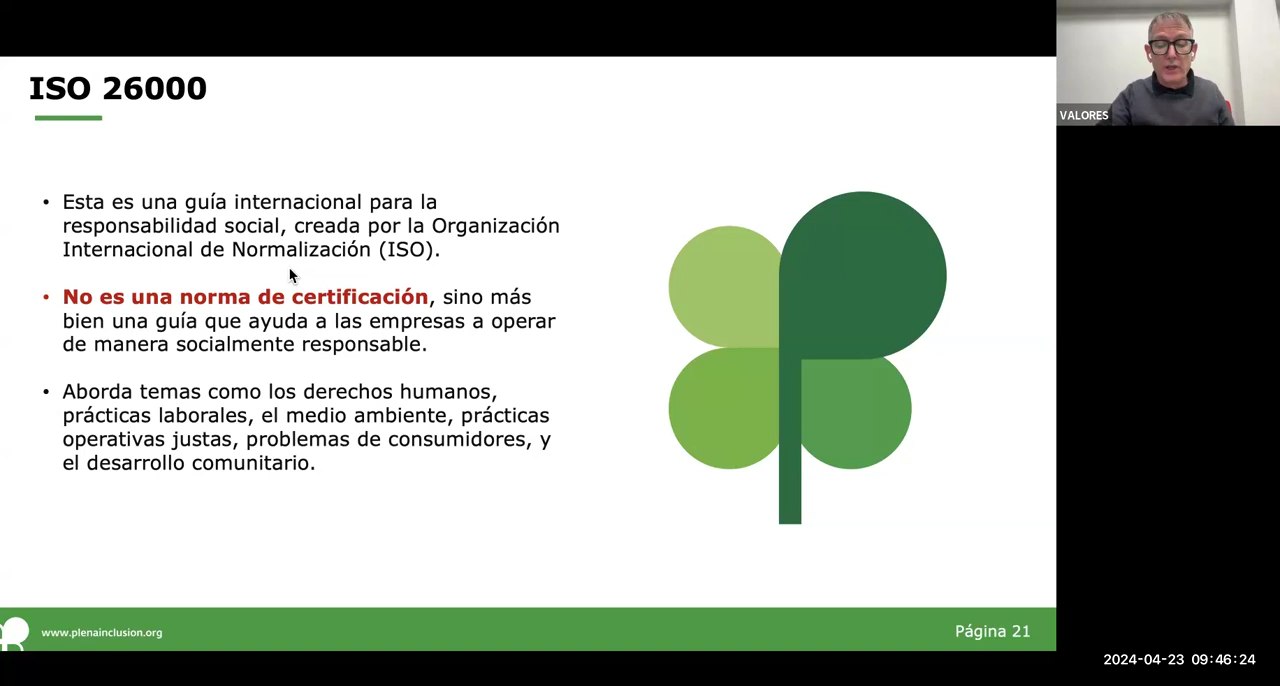 ISO 26000
• Esta es una guía internacional para la
responsabilidad social, creada por la Organización
Internacional de Normalización (ISO).
• No es una norma de certificación, sino más
bien una guía que ayuda a las empresas a operar
de manera socialmente responsable.
• Aborda temas como los derechos humanos,
prácticas laborales, el medio ambiente, prácticas
operativas justas, problemas de consumidores, y
el desarrollo comunitario.
www.plenainclusion.org
Página 21
VALORES
2024-04-23 09:46:24